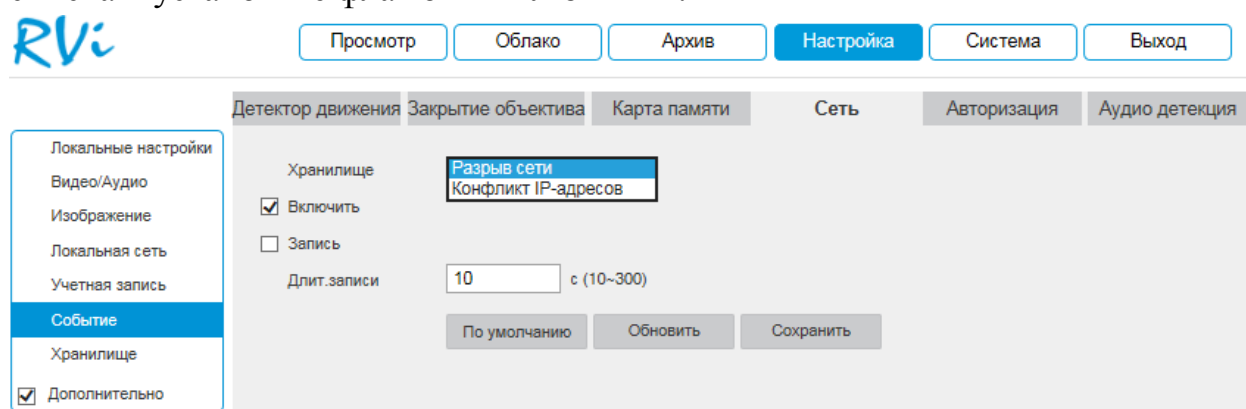 RVi
Просмотр Облако Архив Настройка Система Выход
Детектор движения Закрытие объектива Карта памяти Сеть Авторизация Аудио детекция
Локальные настройки
Видео/Аудио
Изображение
Локальная сеть
Учетная запись
Событие
Хранилище
Дополнительно
Хранилище Разрыв сети
Конфликт IP-адресов
Включить
Запись
Длит.записи 10 с (10~300)
По умолчанию Обновить Сохранить